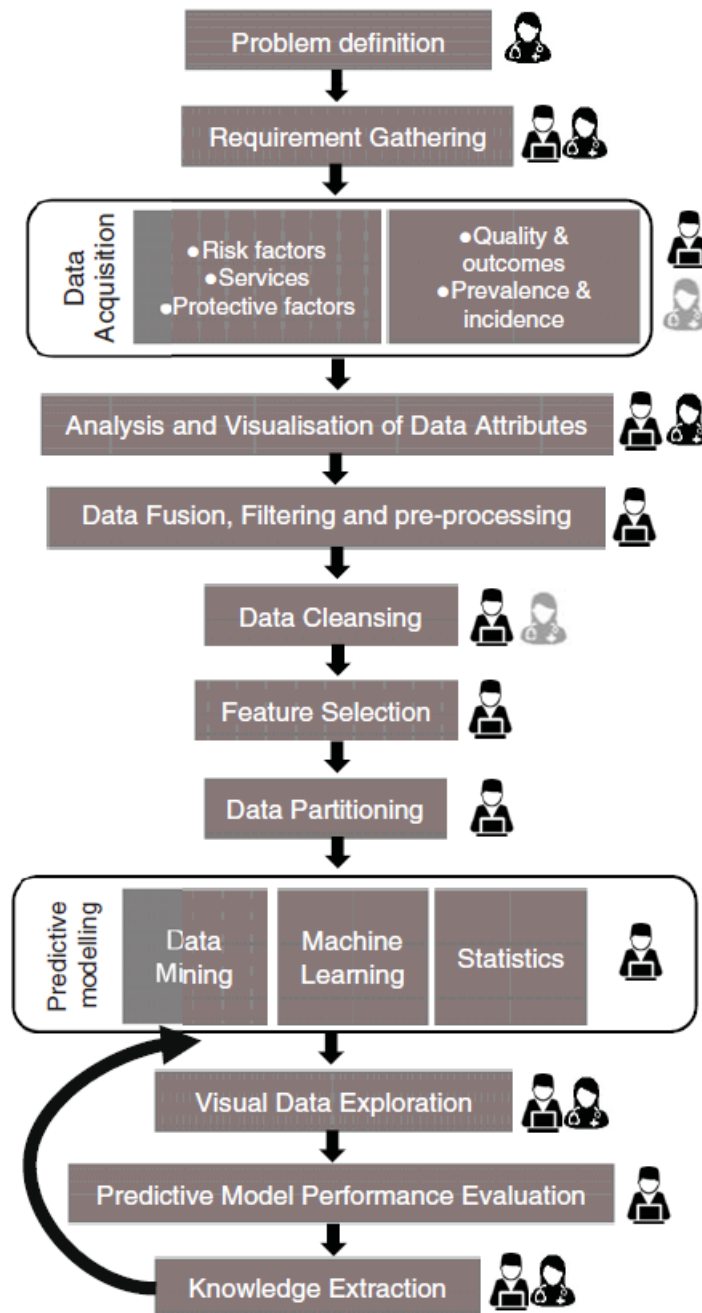 Problem definition
Requirement Gathering
Data
Acquisition
●Risk factors
●Services
●Protective factors
●Quality &
outcomes
●Prevalence &
incidence
Analysis and Visualisation of Data Attributes
Data Fusion, Filtering and pre-processing
Data Cleansing
Feature Selection
Data Partitioning
Predictive
modelling
Data
Mining
Machine
Learning
Statistics
Visual Data Exploration
Predictive Model Performance Evaluation
Knowledge Extraction